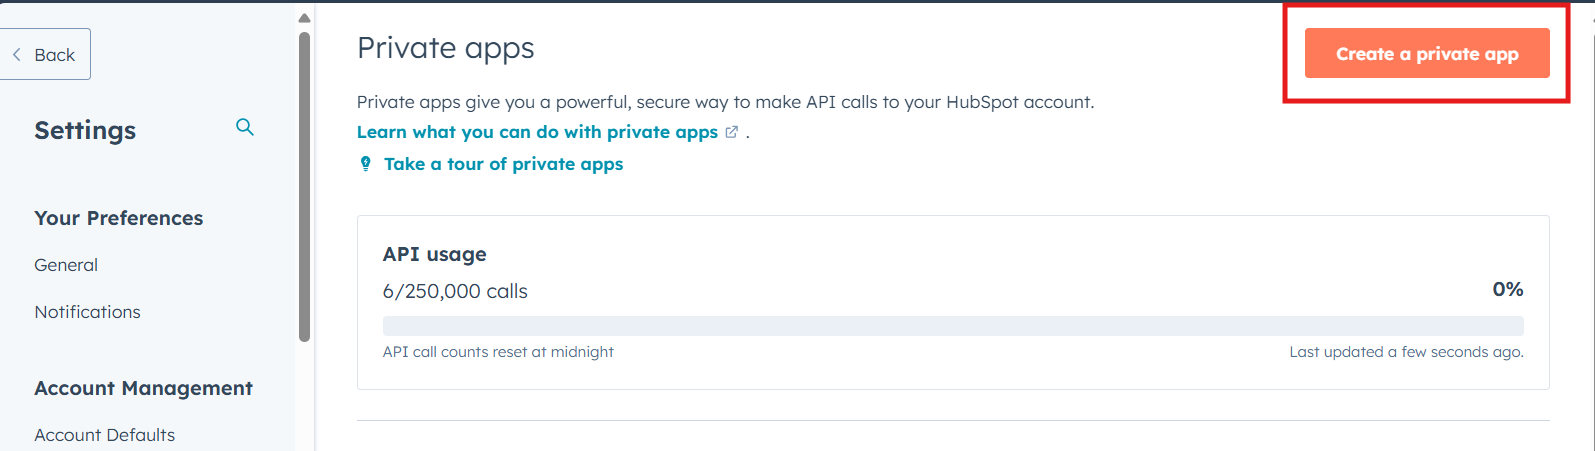 Back
Settings
Your Preferences
General
Notifications
Account Management
Account Defaults
Private apps
Create a private app
Private apps give you a powerful, secure way to make API calls to your HubSpot account.
Learn what you can do with private apps .
Take a tour of private apps
API usage
6/250,000 calls
0%
API call counts reset at midnight
Last updated a few seconds ago.